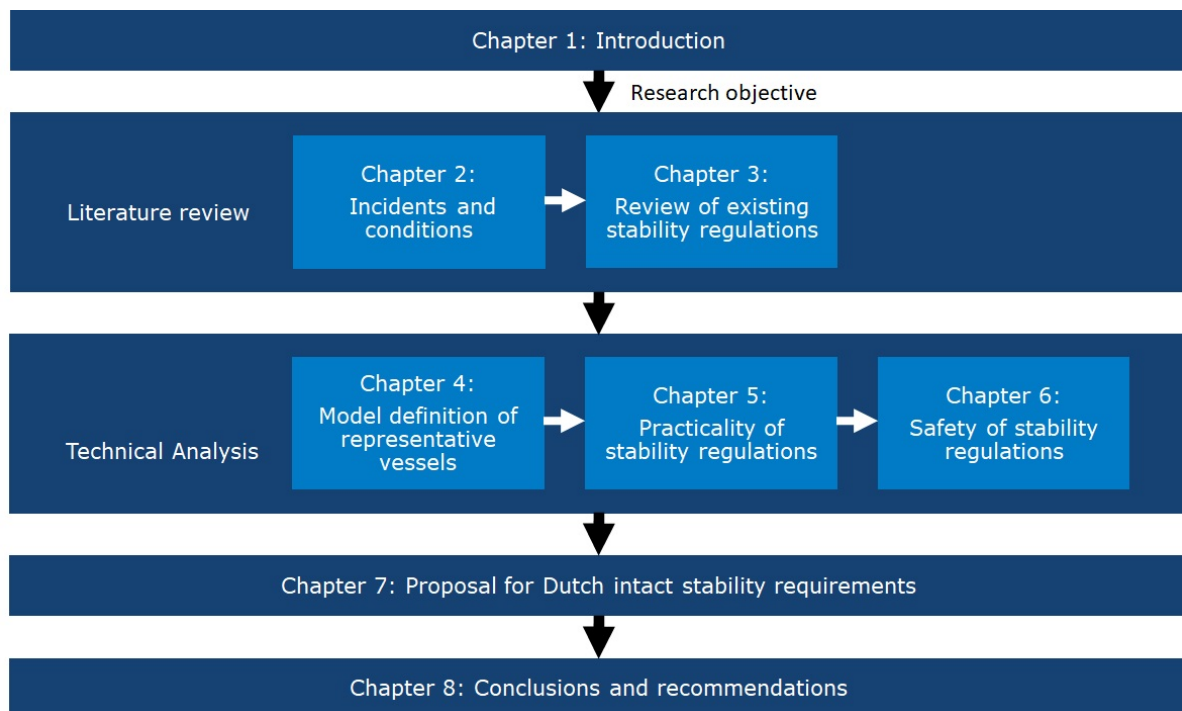 Chapter 1: Introduction
Research objective
Literature review
Chapter 2:
Incidents and
conditions
Chapter 3:
Review of existing
stability regulations
Technical Analysis
Chapter 4:
Model definition of
representative
vessels
Chapter 5:
Practicality of
stability regulations
Chapter 6:
Safety of stability
regulations
Chapter 7: Proposal for Dutch intact stability requirements
Chapter 8: Conclusions and recommendations